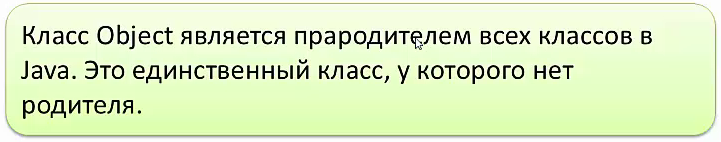 Класс Object является прародителем всех классов в
Java. Это единственный класс, у которого нет
родителя.